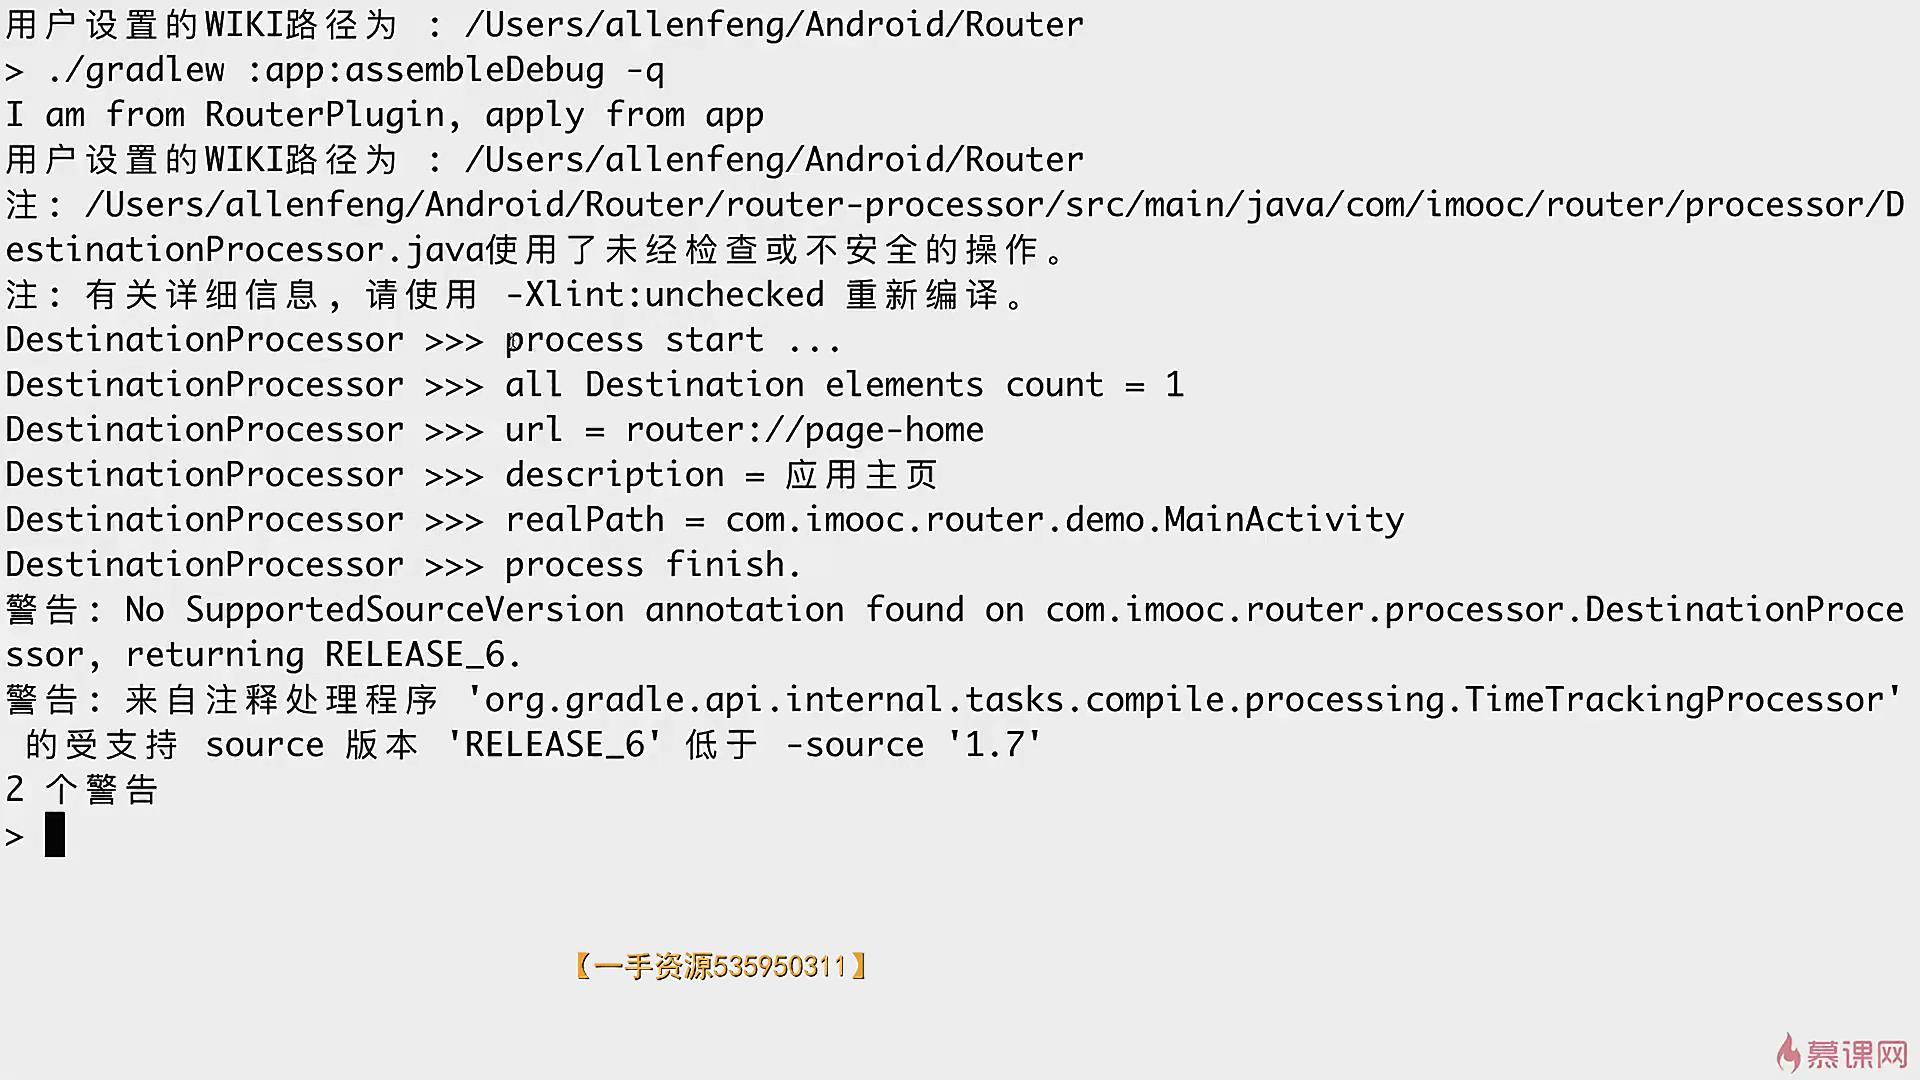 用户设置的WIKI路径为 : /Users/allenfeng/Android/Router
> ./gradlew :app:assembleDebug -q
I am from RouterPlugin, apply from app
用户设置的WIKI路径为 : /Users/allenfeng/Android/Router
注: /Users/allenfeng/Android/Router/router-processor/src/main/java/com/imooc/router/processor/D
estinationProcessor.java使用了未经检查或不安全的操作。
注: 有关详细信息, 请使用 -Xlint:unchecked 重新编译。
DestinationProcessor >>> process start ...
DestinationProcessor >>> all Destination elements count = 1
DestinationProcessor >>> url = router://page-home
DestinationProcessor >>> description = 应用主页
DestinationProcessor >>> realPath = com.imooc.router.demo.MainActivity
DestinationProcessor >>> process finish.
警告: No SupportedSourceVersion annotation found on com.imooc.router.processor.DestinationProce
ssor, returning RELEASE_6.
警告: 来自注释处理程序 'org.gradle.api.internal.tasks.compile.processing.TimeTrackingProcessor'
的受支持 source 版本 'RELEASE_6' 低于 -source '1.7'
2 个警告
>
【一手资源535950311】
慕课网